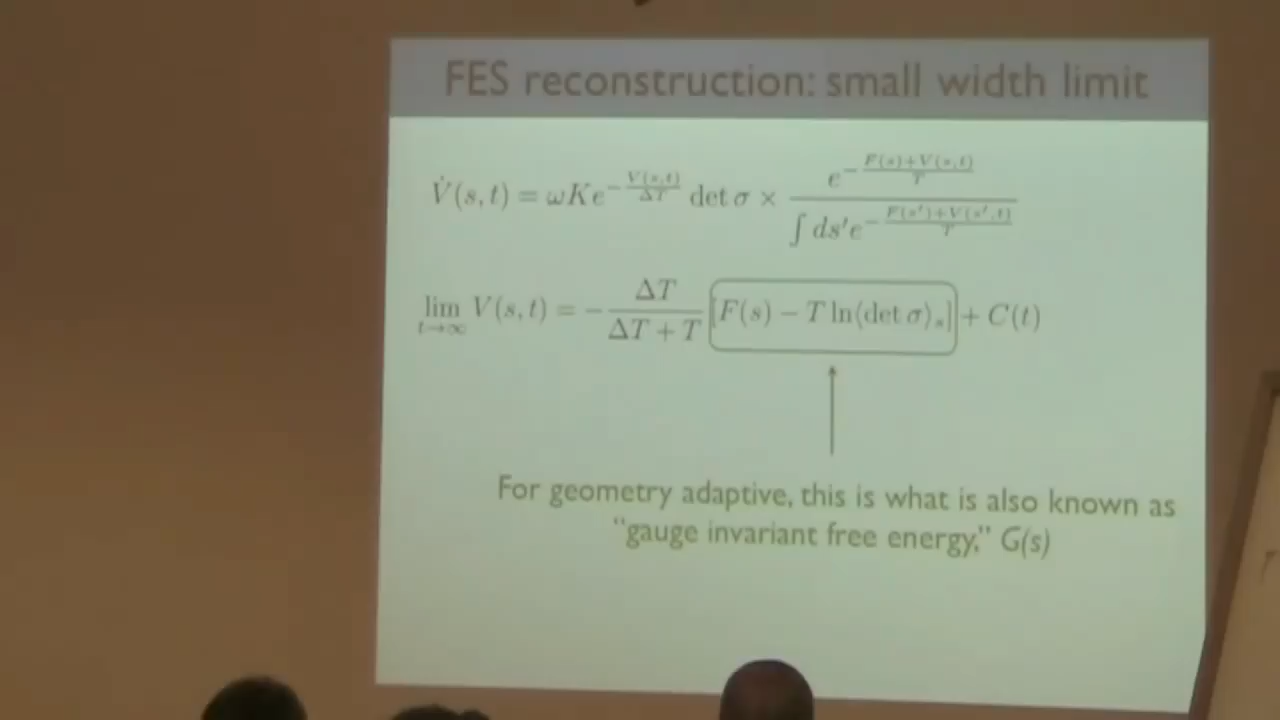 FES reconstruction: small width limit
V̇(s, t) = ωKe^{−V(s,t)/ΔT} det σ × e^{−(F(s)+V(s,t))/T} / ∫ds′e^{−(F(s′)+V(s′,t))/T}
lim_{t→∞} V(s, t) = − ΔT/(ΔT + T) [F(s) − T ln⟨det σ⟩_s] + C(t)
For geometry adaptive, this is what is also known as
"gauge invariant free energy," G(s)